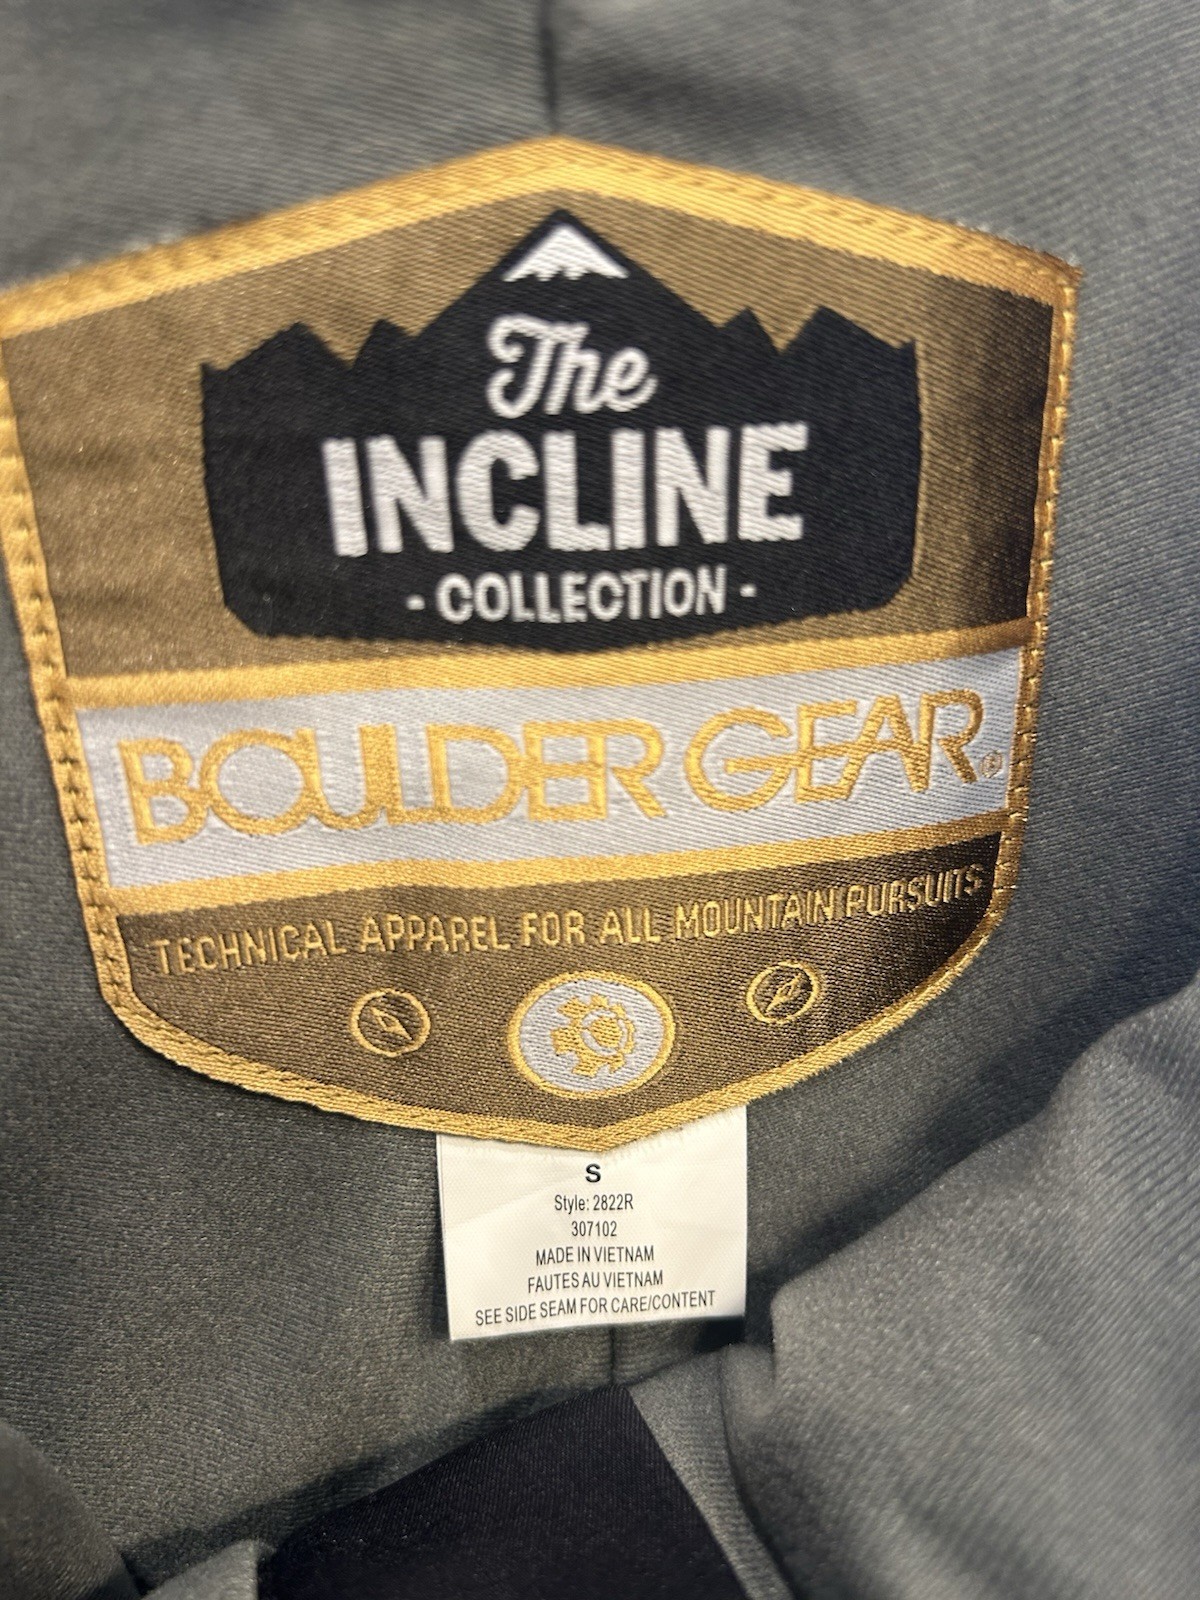 The
INCLINE
- COLLECTION -
BOULDER GEAR®
TECHNICAL APPAREL FOR ALL MOUNTAIN PURSUITS
S
Style: 2822R
307102
MADE IN VIETNAM
FAUTES AU VIETNAM
SEE SIDE SEAM FOR CARE/CONTENT